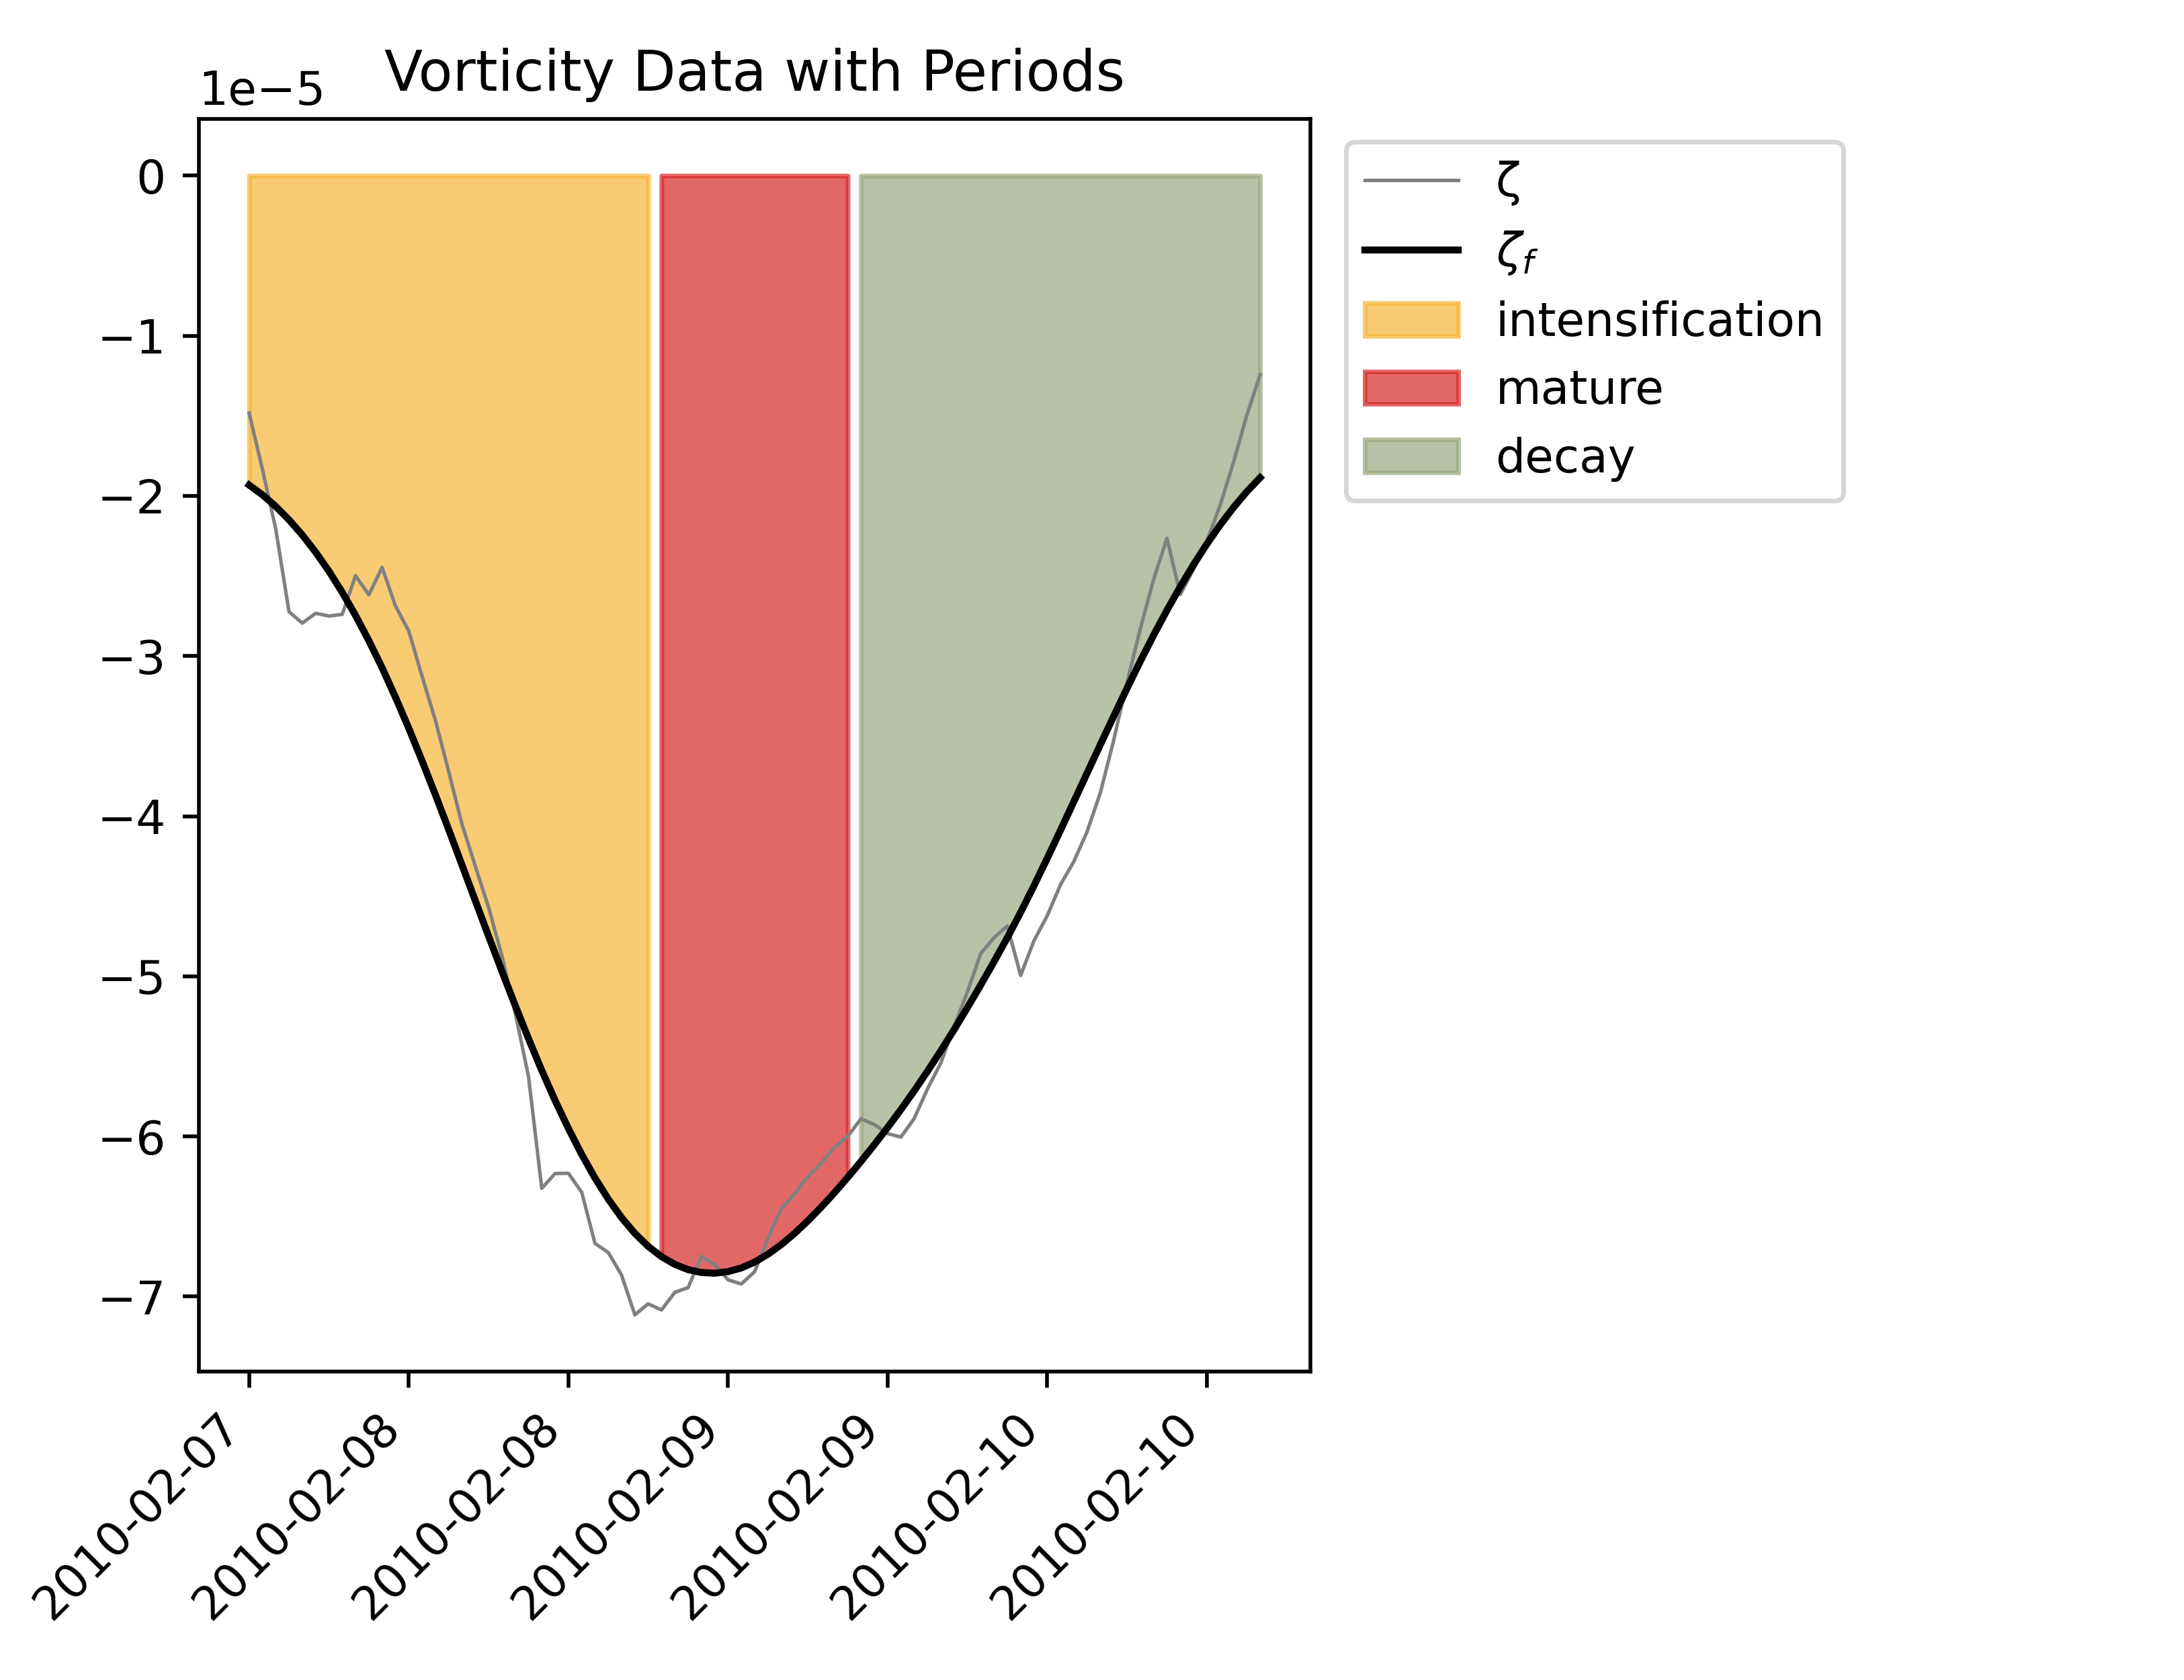 Vorticity Data with Periods
1e−5
0
−1
−2
−3
−4
−5
−6
−7
2010-02-07
2010-02-08
2010-02-08
2010-02-09
2010-02-09
2010-02-10
2010-02-10
ζ
ζf
intensification
mature
decay